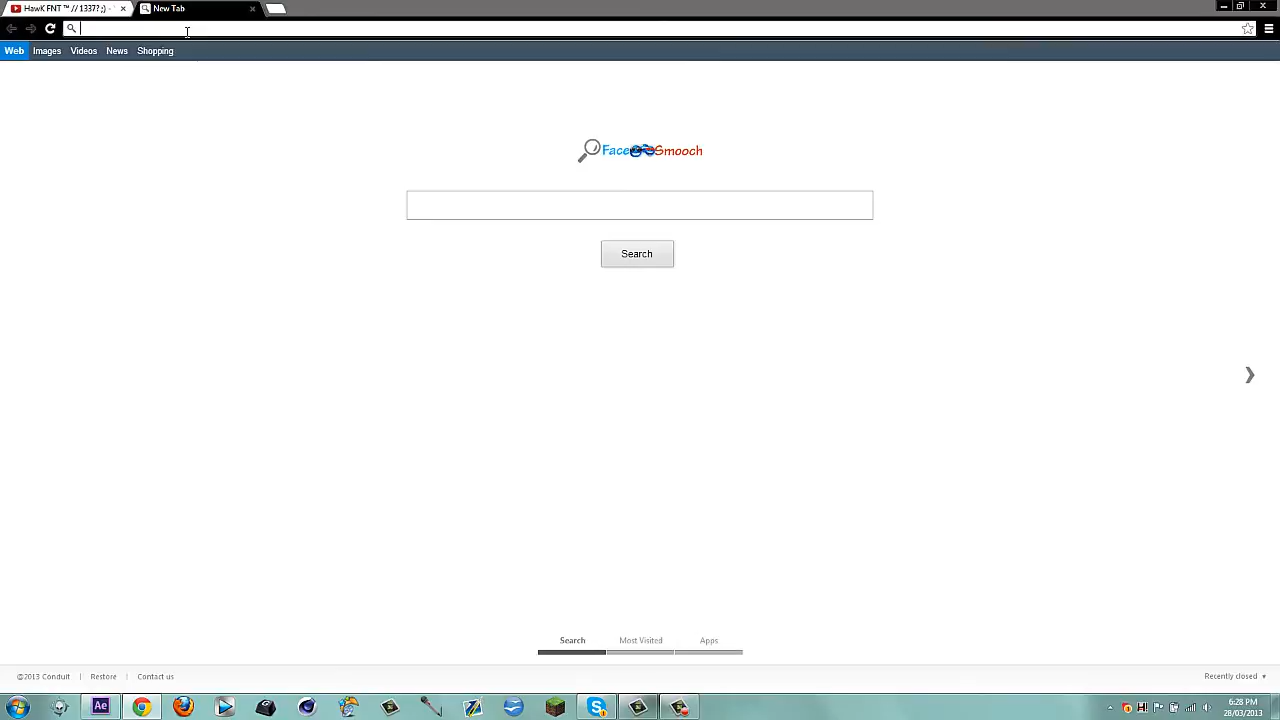 HawK FNT ™ // 1337? ;) -
New Tab
Web Images Videos News Shopping
FaceSmooch
Search
Search Most Visited Apps
©2013 Conduit | Restore | Contact us
Recently closed
Ae
6:28 PM
28/03/2013